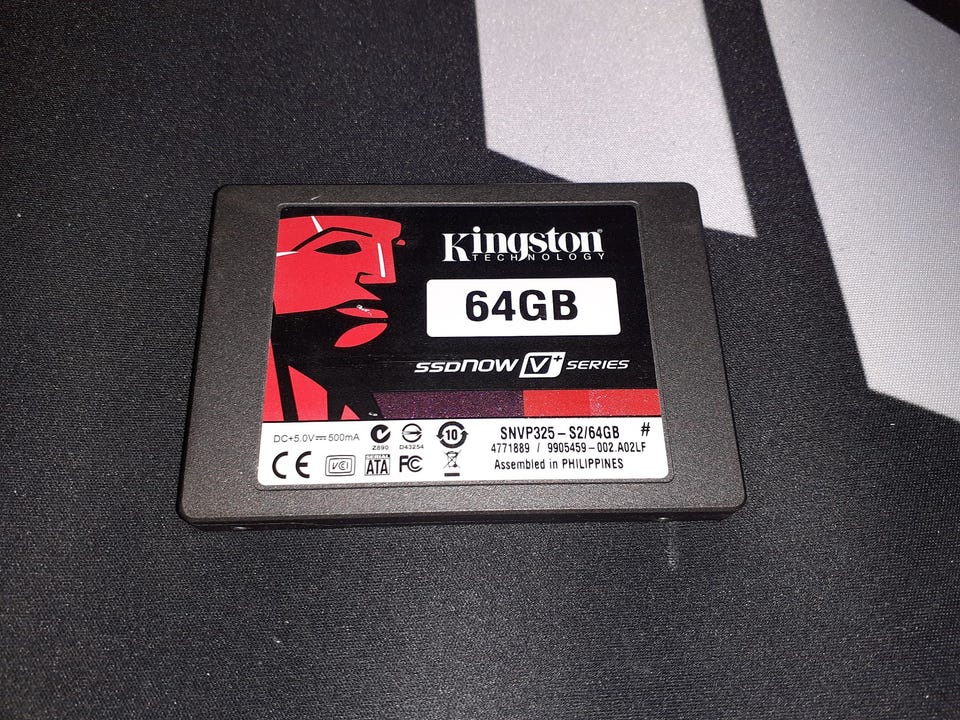 Kingston
TECHNOLOGY
64GB
SSDNOW V+ SERIES
DC+5.0V⎓500mA
Z890
D43254
10
SNVP325-S2/64GB #
4771889 / 9905459-002.A02LF
CE
VCI
SERIAL
ATA
FC
Assembled in PHILIPPINES